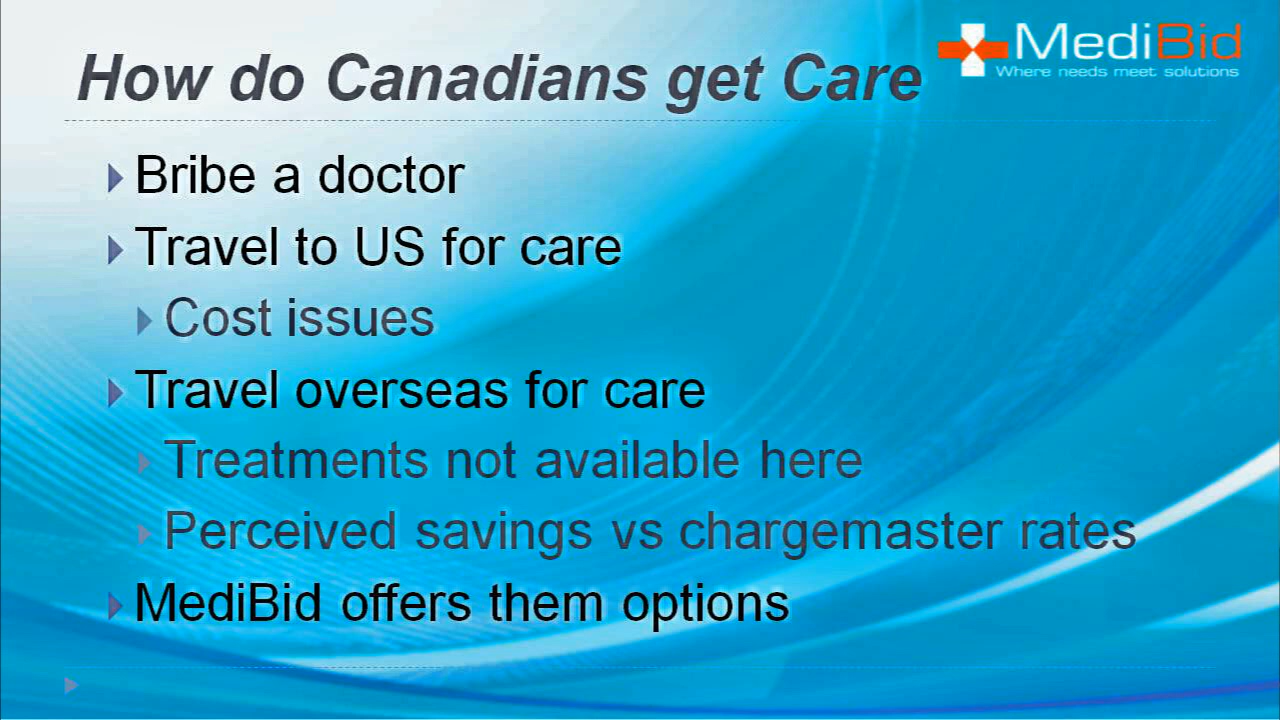 How do Canadians get Care
MediBid
Where needs meet solutions
Bribe a doctor
Travel to US for care
Cost issues
Travel overseas for care
Treatments not available here
Perceived savings vs chargemaster rates
MediBid offers them options